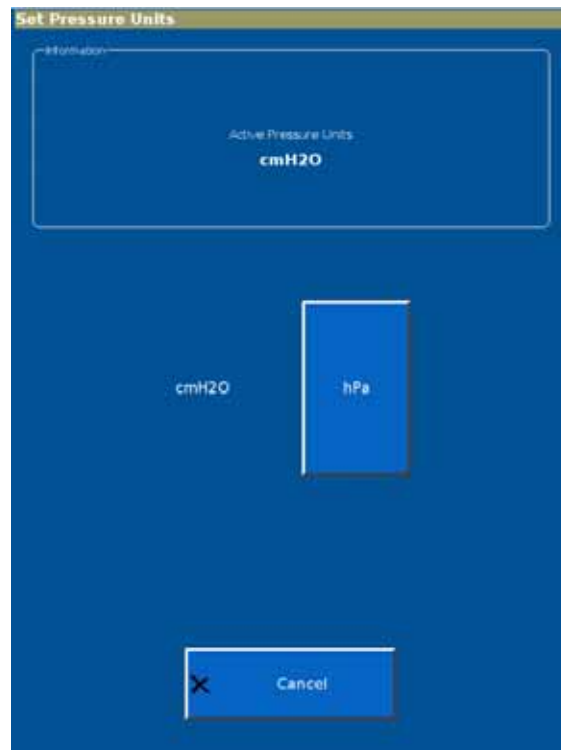 Set Pressure Units
Information
Active Pressure Units
cmH2O
cmH2O
hPa
Cancel